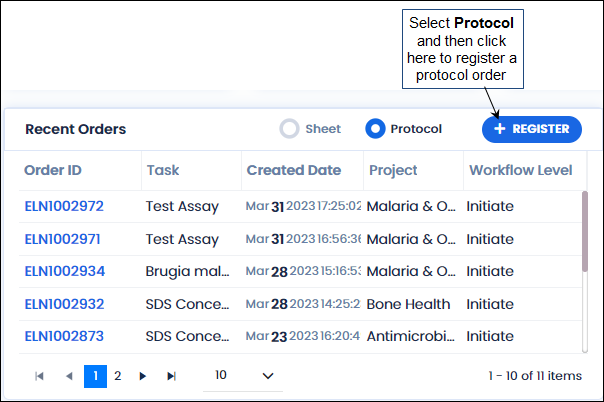 Select Protocol
and then click
here to register a
protocol order
Recent Orders Sheet Protocol + REGISTER
Order ID Task Created Date Project Workflow Level
ELN1002972 Test Assay Mar 31 2023 17:25:02 Malaria & O... Initiate
ELN1002971 Test Assay Mar 31 2023 16:56:36 Malaria & O... Initiate
ELN1002934 Brugia mal... Mar 28 2023 15:16:53 Malaria & O... Initiate
ELN1002932 SDS Conce... Mar 28 2023 14:25:2 Bone Health Initiate
ELN1002873 SDS Conce... Mar 23 2023 16:20:4 Antimicrobi... Initiate
1 2 10 1 - 10 of 11 items